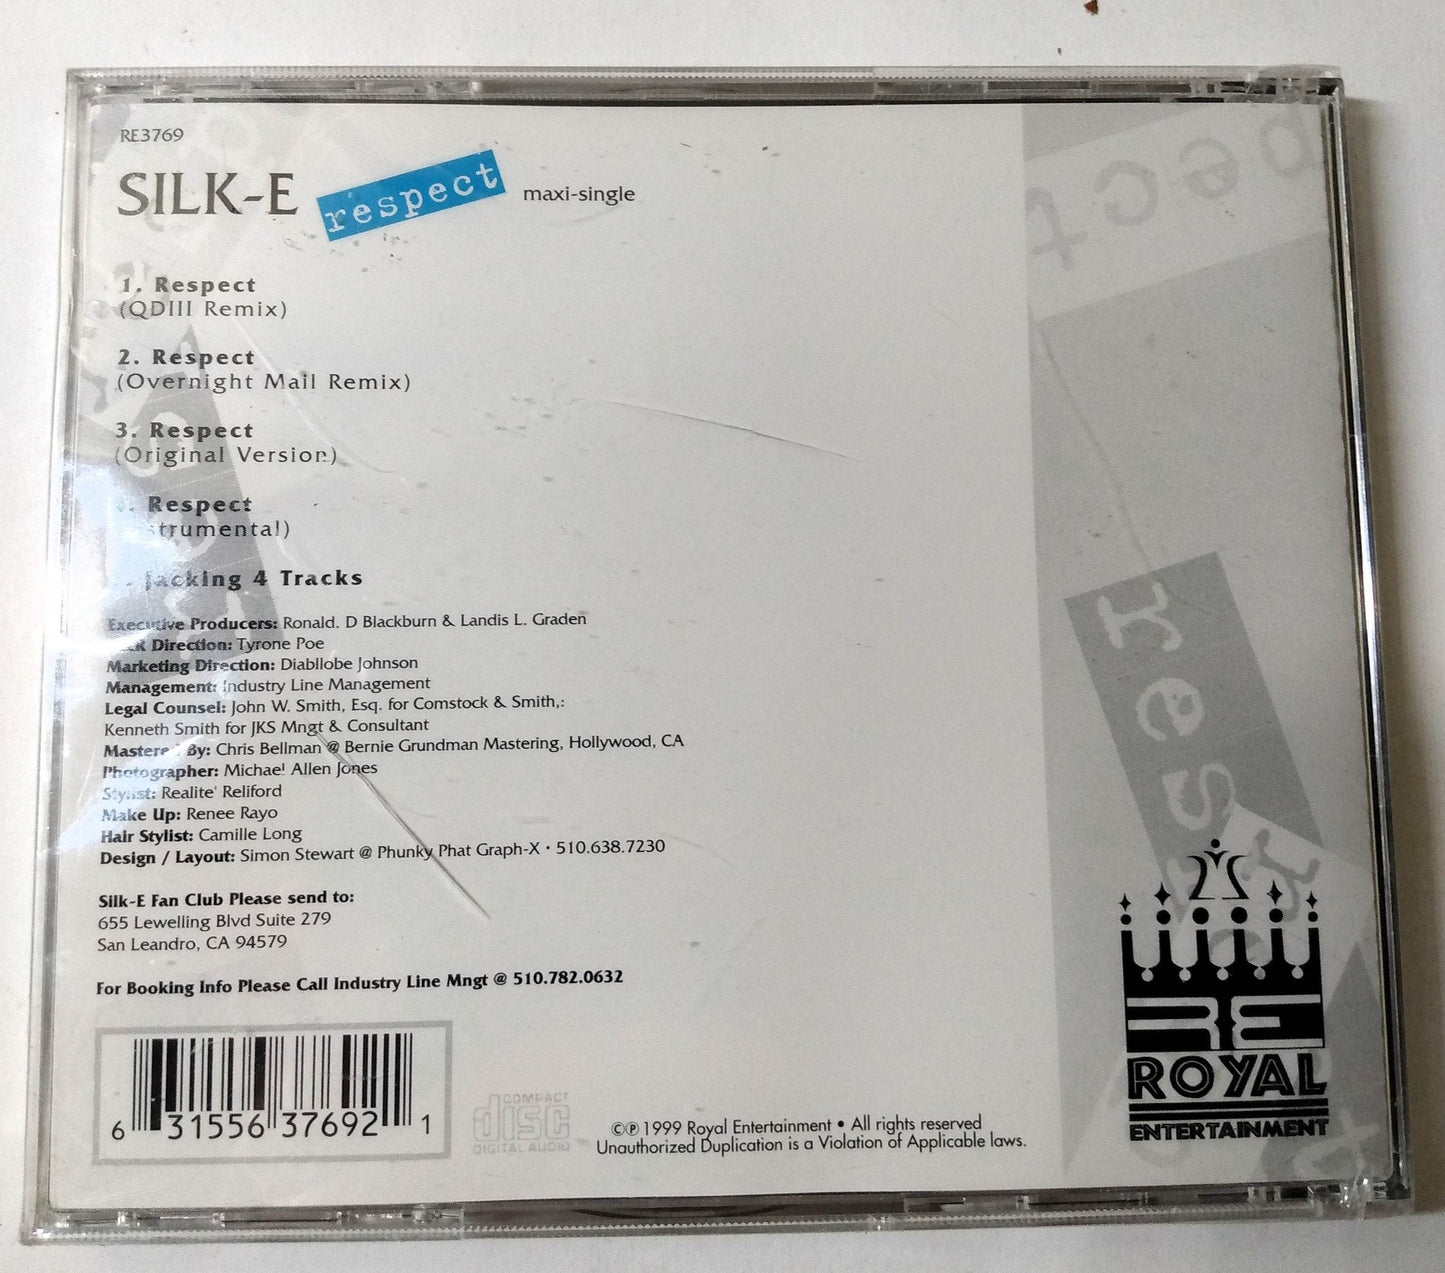 RE3769
SILK-E respect maxi-single
1. Respect
(QDIII Remix)
2. Respect
(Overnight Mail Remix)
3. Respect
(Original Version)
Respect
strumental)
Jacking 4 Tracks
Executive Producers: Ronald. D Blackburn & Landis L. Graden
Direction: Tyrone Poe
Marketing Direction: Diabllobe Johnson
Management: Industry Line Management
Legal Counsel: John W. Smith, Esq. for Comstock & Smith,:
Kenneth Smith for JKS Mngt & Consultant
Mastered By: Chris Bellman @ Bernie Grundman Mastering, Hollywood, CA
Photographer: Michael Allen Jones
Stylist: Realite' Reliford
Make Up: Renee Rayo
Hair Stylist: Camille Long
Design / Layout: Simon Stewart @ Phunky Phat Graph-X • 510.638.7230
Silk-E Fan Club Please send to:
655 Lewelling Blvd Suite 279
San Leandro, CA 94579
For Booking Info Please Call Industry Line Mngt @ 510.782.0632
6 31556 37692 1
COMPACT
disc
DIGITAL AUDIO
©℗1999 Royal Entertainment • All rights reserved
Unauthorized Duplication is a Violation of Applicable laws.
pect
res
RE
ROYAL
ENTERTAINMENT